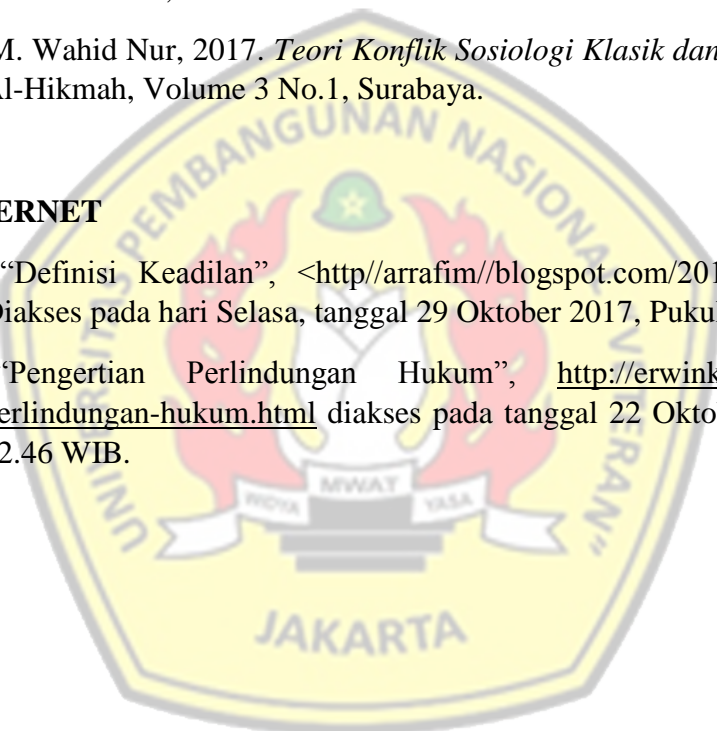 M. Wahid Nur, 2017. Teori Konflik Sosiologi Klasik dan
Al-Hikmah, Volume 3 No.1, Surabaya.
ERNET
“Definisi Keadilan”, <http//arrafim//blogspot.com/201
Diakses pada hari Selasa, tanggal 29 Oktober 2017, Pukul
“Pengertian Perlindungan Hukum”, http://erwink
erlindungan-hukum.html diakses pada tanggal 22 Okto
2.46 WIB.
UNIVERSITAS PEMBANGUNAN NASIONAL VETERAN”
WIDYA MWAT YASA
JAKARTA